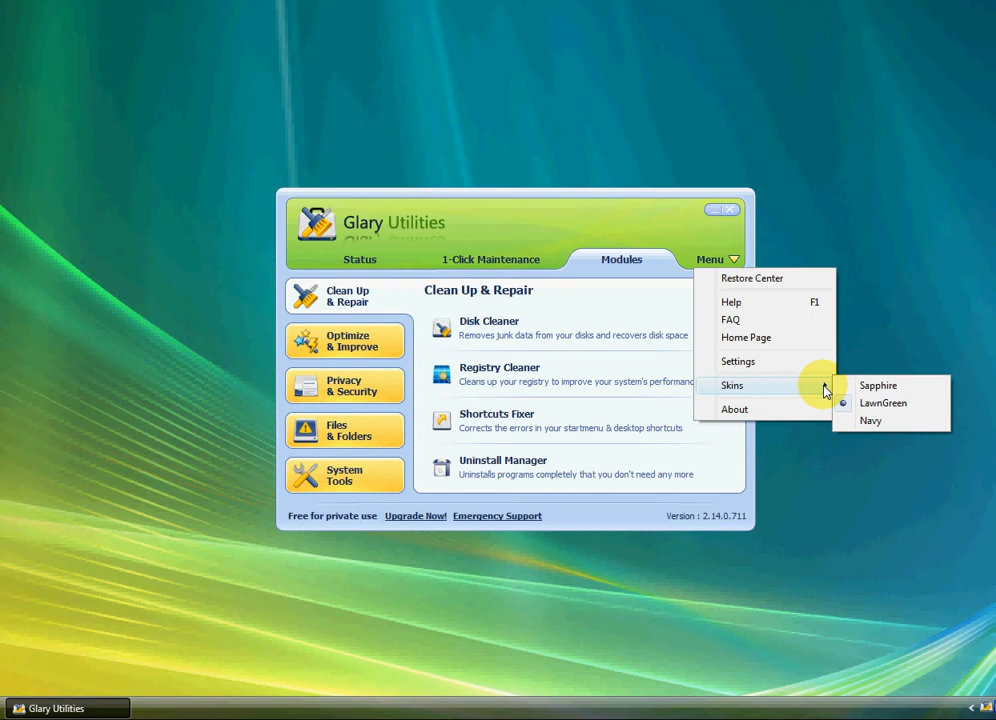 Glary Utilities
Status
1-Click Maintenance
Modules
Menu
Restore Center
Help F1
FAQ
Home Page
Settings
Skins
About
Sapphire
LawnGreen
Navy
Clean Up
& Repair
Optimize
& Improve
Privacy
& Security
Files
& Folders
System
Tools
Clean Up & Repair
Disk Cleaner
Removes junk data from your disks and recovers disk space
Registry Cleaner
Cleans up your registry to improve your system's performanc
Shortcuts Fixer
Corrects the errors in your startmenu & desktop shortcuts
Uninstall Manager
Uninstalls programs completely that you don't need any more
Free for private use Upgrade Now! Emergency Support
Version : 2.14.0.711
Glary Utilities